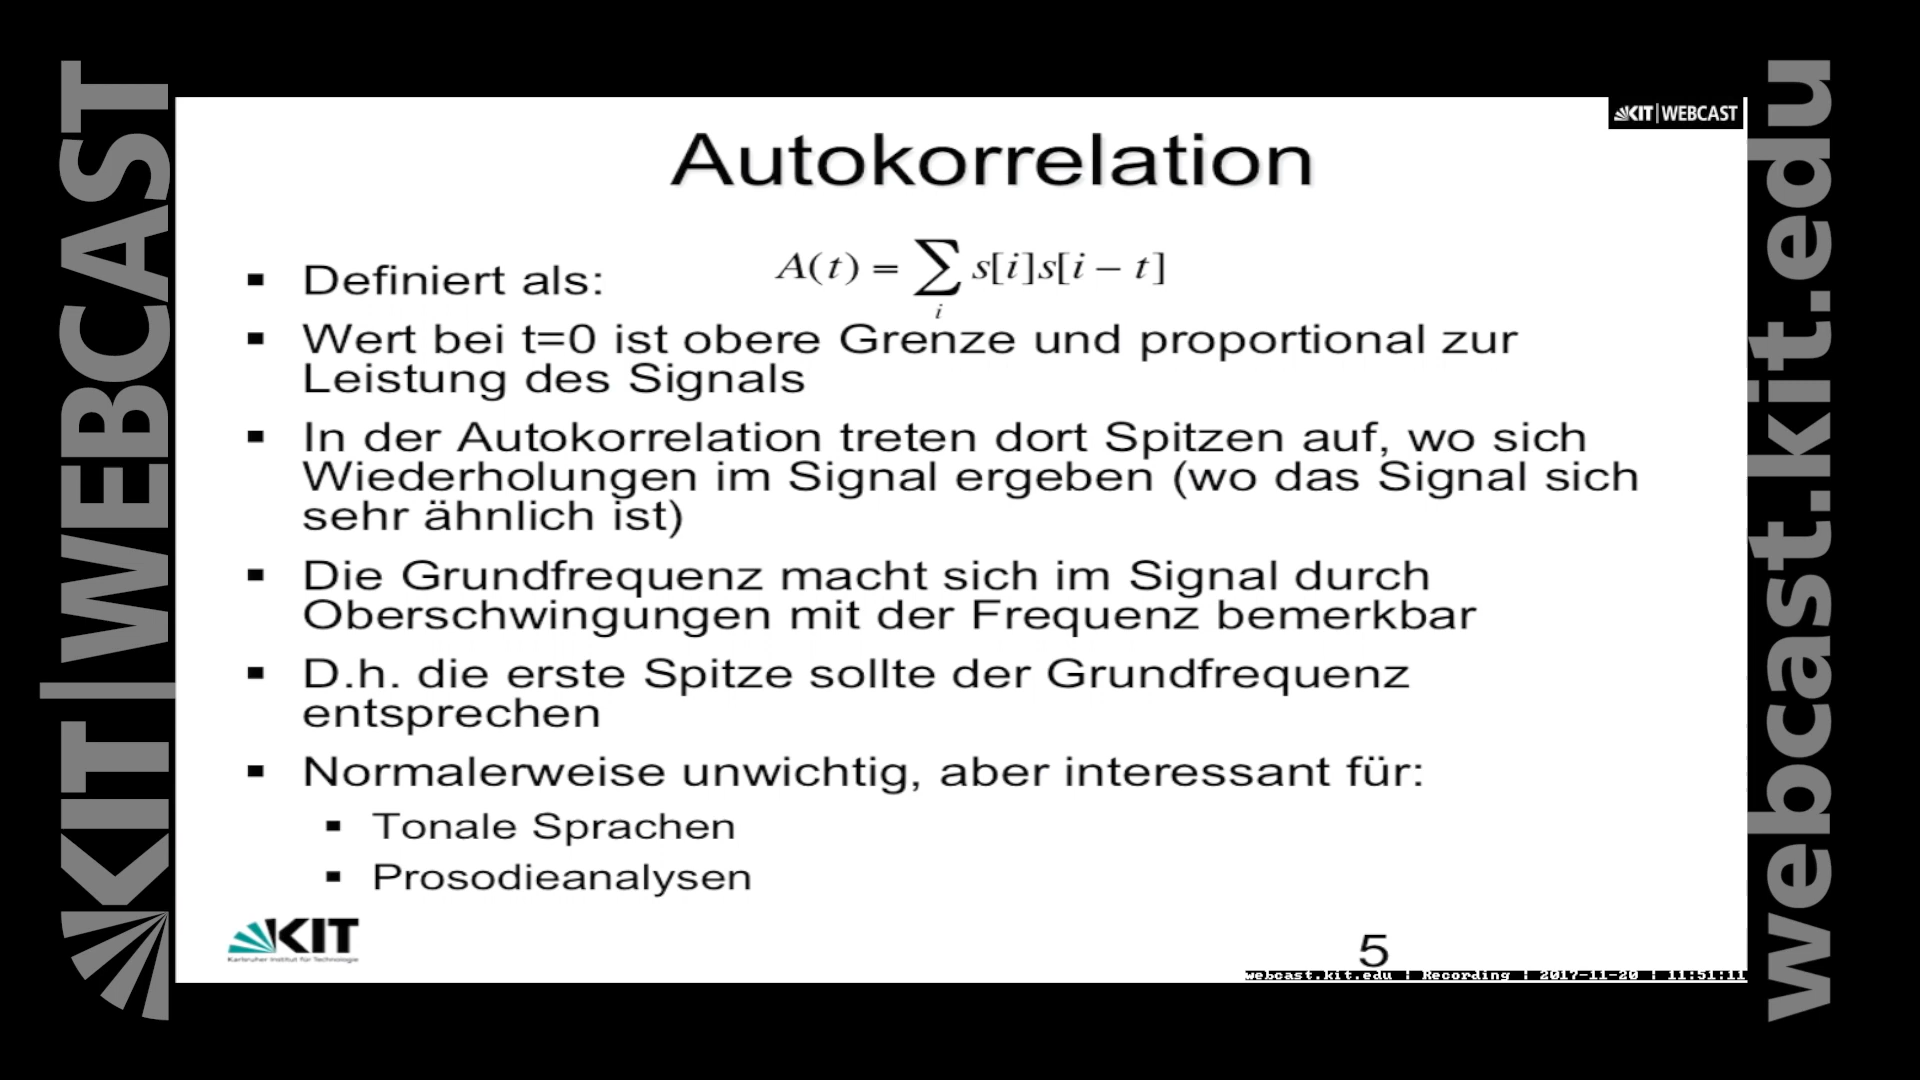 KIT|WEBCAST
KIT|WEBCAST
Autokorrelation
▪ Definiert als: A(t) = ∑ s[i]s[i – t]
i
▪ Wert bei t=0 ist obere Grenze und proportional zur
Leistung des Signals
▪ In der Autokorrelation treten dort Spitzen auf, wo sich
Wiederholungen im Signal ergeben (wo das Signal sich
sehr ähnlich ist)
▪ Die Grundfrequenz macht sich im Signal durch
Oberschwingungen mit der Frequenz bemerkbar
▪ D.h. die erste Spitze sollte der Grundfrequenz
entsprechen
▪ Normalerweise unwichtig, aber interessant für:
▪ Tonale Sprachen
▪ Prosodieanalysen
KIT
Karlsruher Institut für Technologie
5
webcast.kit.edu | Recording | 2017-11-20 | 11:51:11
webcast.kit.edu